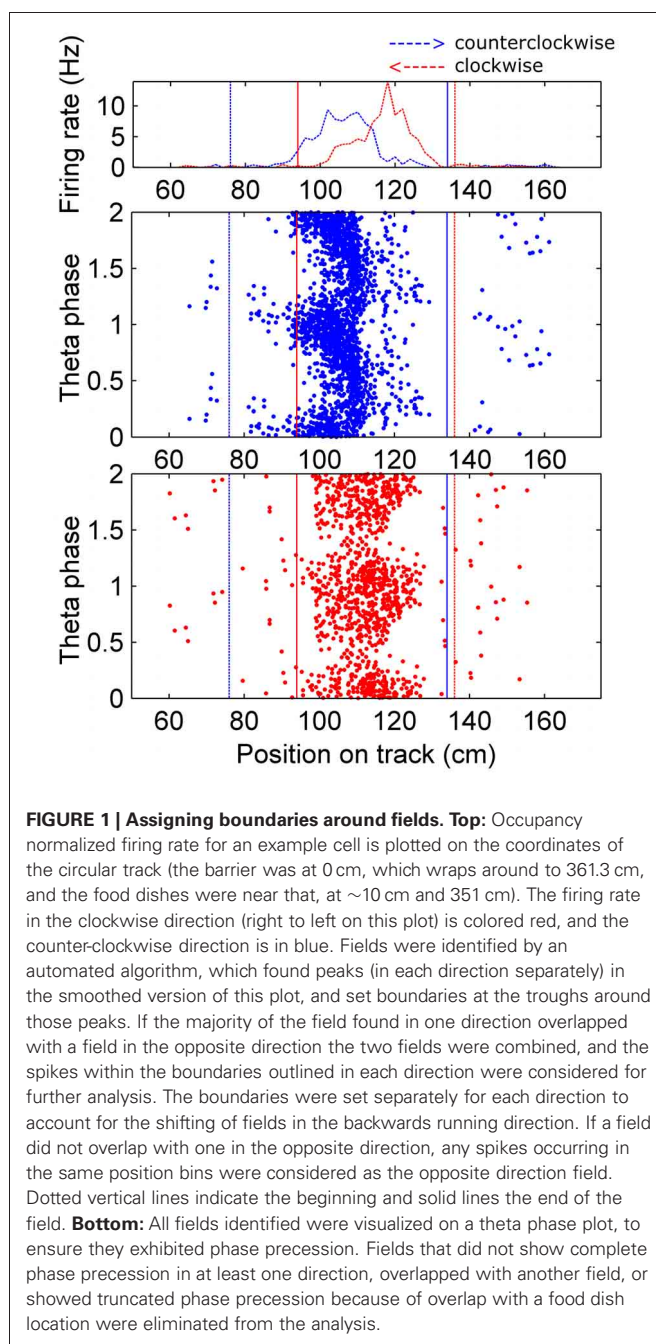 counterclockwise
clockwise
Firing rate (Hz)
10
5
0
60 80 100 120 140 160
Theta phase
2
1.5
1
0.5
0
60 80 100 120 140 160
Theta phase
2
1.5
1
0.5
0
60 80 100 120 140 160
Position on track (cm)
FIGURE 1 | Assigning boundaries around fields. Top: Occupancy
normalized firing rate for an example cell is plotted on the coordinates of
the circular track (the barrier was at 0 cm, which wraps around to 361.3 cm,
and the food dishes were near that, at ∼10 cm and 351 cm). The firing rate
in the clockwise direction (right to left on this plot) is colored red, and the
counter-clockwise direction is in blue. Fields were identified by an
automated algorithm, which found peaks (in each direction separately) in
the smoothed version of this plot, and set boundaries at the troughs around
those peaks. If the majority of the field found in one direction overlapped
with a field in the opposite direction the two fields were combined, and the
spikes within the boundaries outlined in each direction were considered for
further analysis. The boundaries were set separately for each direction to
account for the shifting of fields in the backwards running direction. If a field
did not overlap with one in the opposite direction, any spikes occurring in
the same position bins were considered as the opposite direction field.
Dotted vertical lines indicate the beginning and solid lines the end of the
field. Bottom: All fields identified were visualized on a theta phase plot, to
ensure they exhibited phase precession. Fields that did not show complete
phase precession in at least one direction, overlapped with another field, or
showed truncated phase precession because of overlap with a food dish
location were eliminated from the analysis.